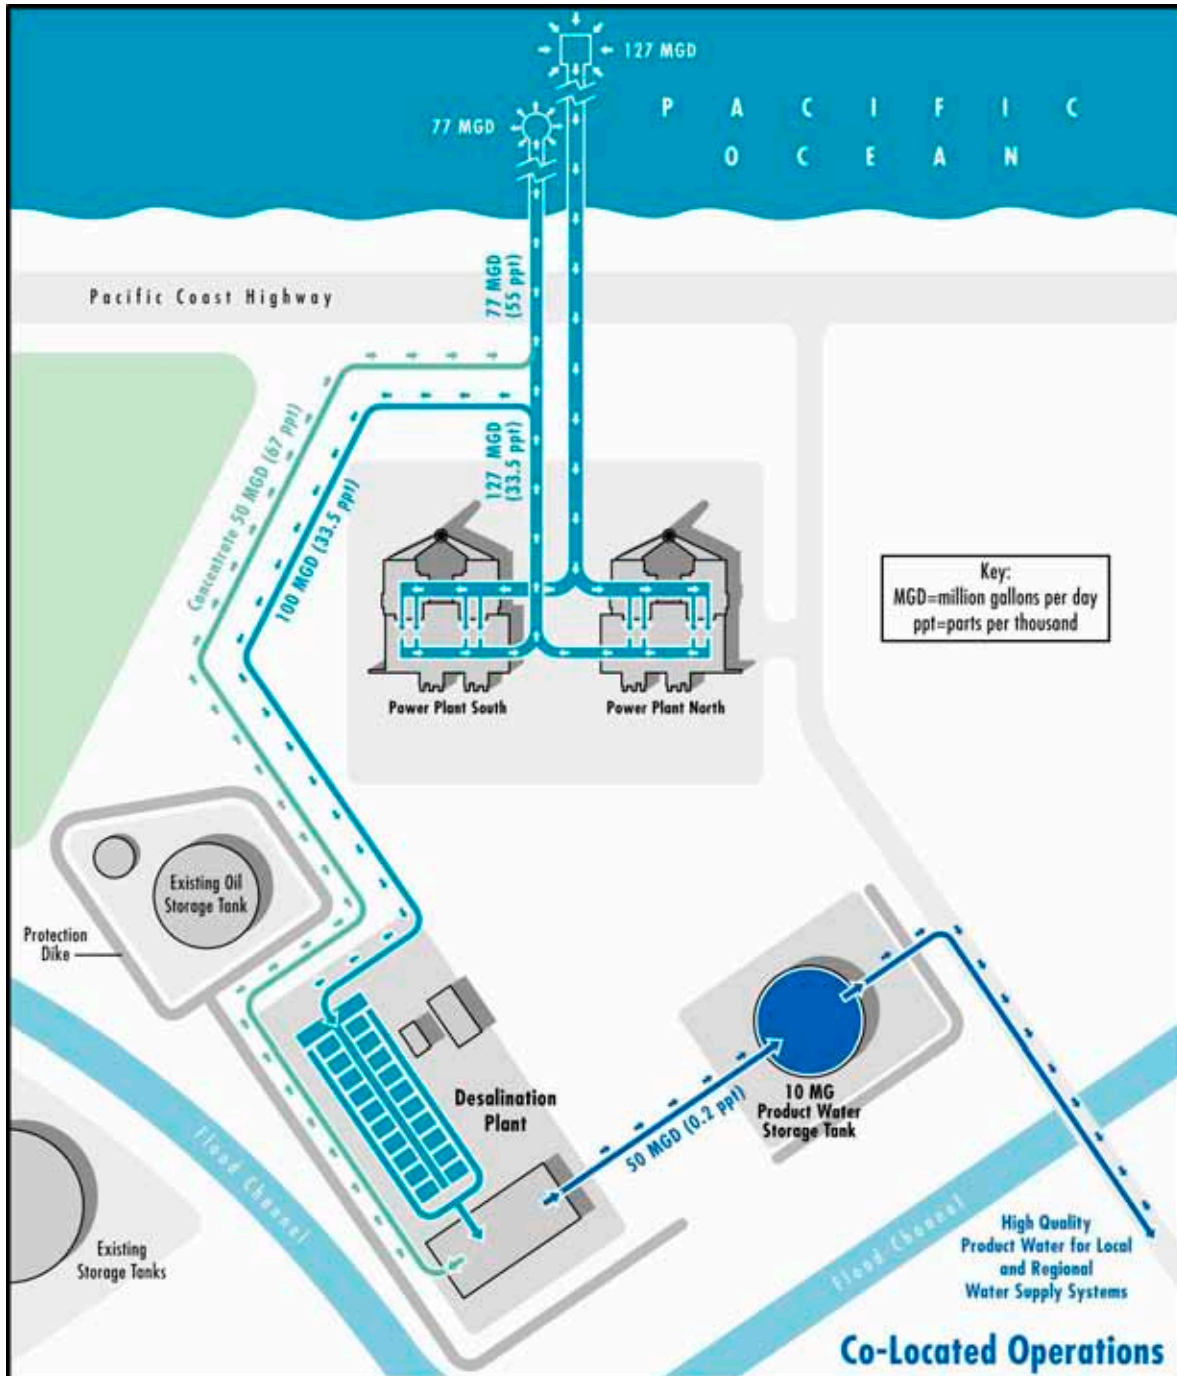 127 MGD
77 MGD
PACIFIC
OCEAN
77 MGD
(55 ppt)
Pacific Coast Highway
Concentrate 50 MGD (67 ppt)
100 MGD (33.5 ppt)
127 MGD
(33.5 ppt)
Key:
MGD=million gallons per day
ppt=parts per thousand
Power Plant South
Power Plant North
Existing Oil
Storage Tank
Protection
Dike
Desalination
Plant
10 MG
Product Water
Storage Tank
50 MGD (0.2 ppt)
Flood Channel
Flood Channel
Existing
Storage Tanks
High Quality
Product Water for Local
and Regional
Water Supply Systems
Co-Located Operations